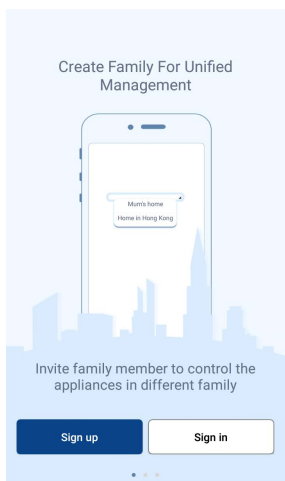 Create Family For Unified
Management
Mum's home
Home in Hong Kong
Invite family member to control the
appliances in different family
Sign up
Sign in